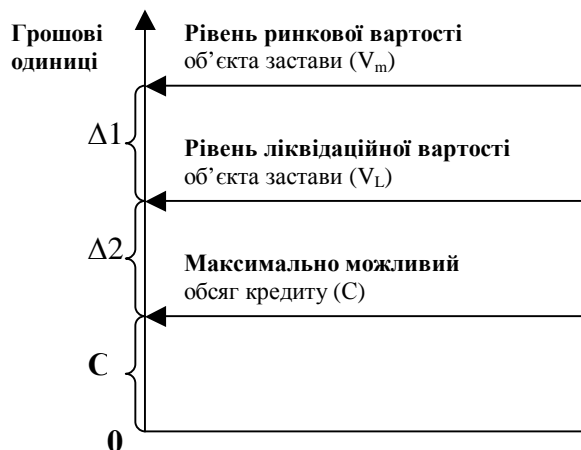 Грошові
одиниці
Рівень ринкової вартості
об’єкта застави (Vm)
Δ1
Рівень ліквідаційної вартості
об’єкта застави (VL)
Δ2
Максимально можливий
обсяг кредиту (С)
С
0